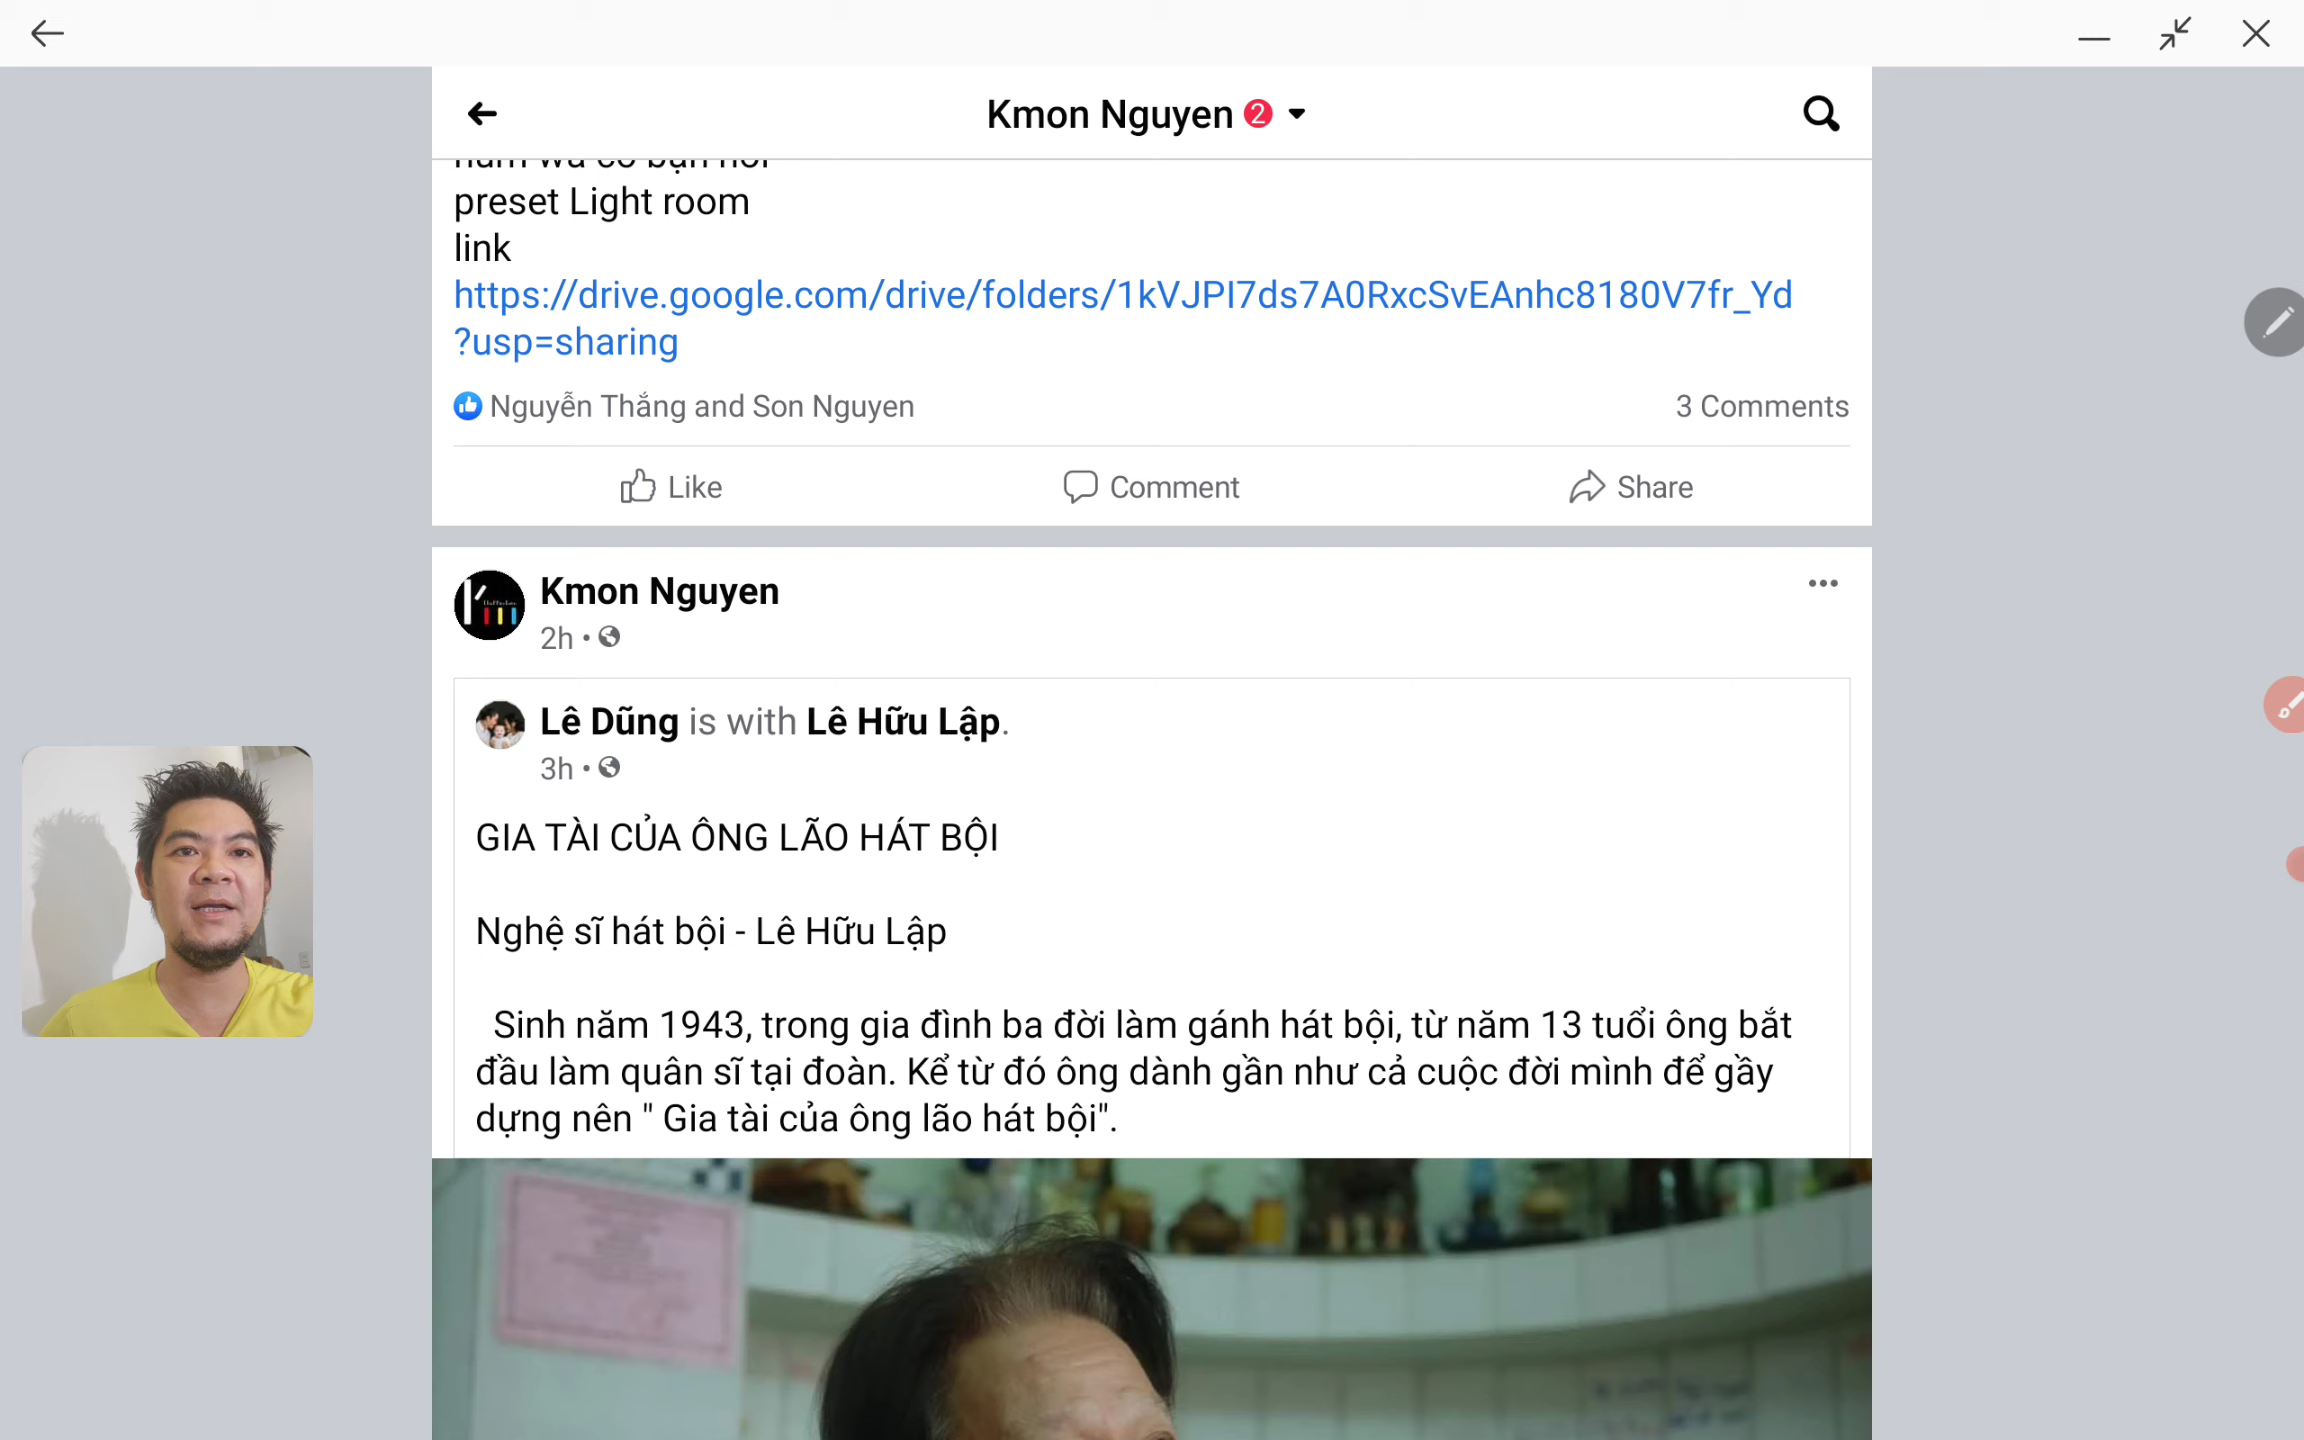 Kmon Nguyen 2
preset Light room
link
https://drive.google.com/drive/folders/1kVJPI7ds7A0RxcSvEAnhc8180V7fr_Yd
?usp=sharing
Nguyễn Thắng and Son Nguyen
3 Comments
Like
Comment
Share
Kmon Nguyen
2h •
Lê Dũng is with Lê Hữu Lập.
3h •
GIA TÀI CỦA ÔNG LÃO HÁT BỘI
Nghệ sĩ hát bội - Lê Hữu Lập
Sinh năm 1943, trong gia đình ba đời làm gánh hát bội, từ năm 13 tuổi ông bắt
đầu làm quân sĩ tại đoàn. Kể từ đó ông dành gần như cả cuộc đời mình để gầy
dựng nên " Gia tài của ông lão hát bội".